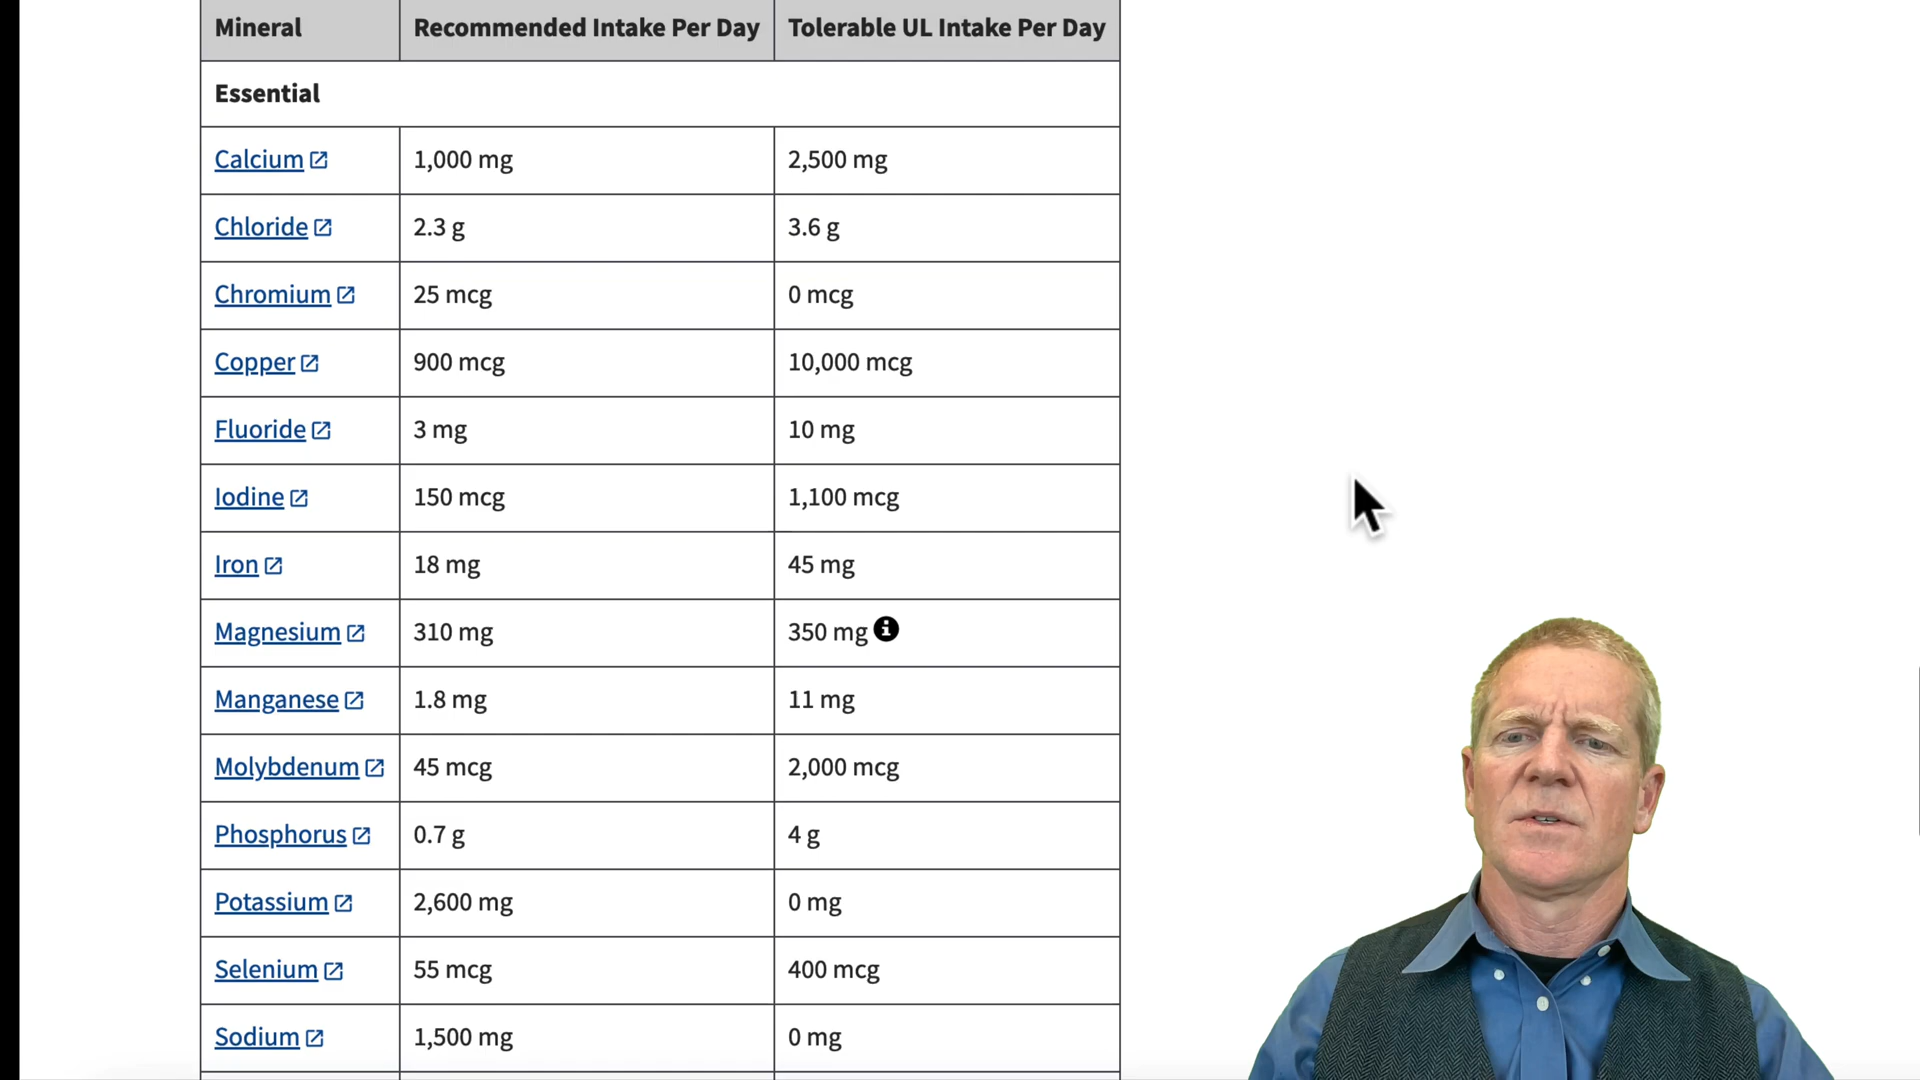 Mineral Recommended Intake Per Day Tolerable UL Intake Per Day
Essential
Calcium 1,000 mg 2,500 mg
Chloride 2.3 g 3.6 g
Chromium 25 mcg 0 mcg
Copper 900 mcg 10,000 mcg
Fluoride 3 mg 10 mg
Iodine 150 mcg 1,100 mcg
Iron 18 mg 45 mg
Magnesium 310 mg 350 mg
Manganese 1.8 mg 11 mg
Molybdenum 45 mcg 2,000 mcg
Phosphorus 0.7 g 4 g
Potassium 2,600 mg 0 mg
Selenium 55 mcg 400 mcg
Sodium 1,500 mg 0 mg